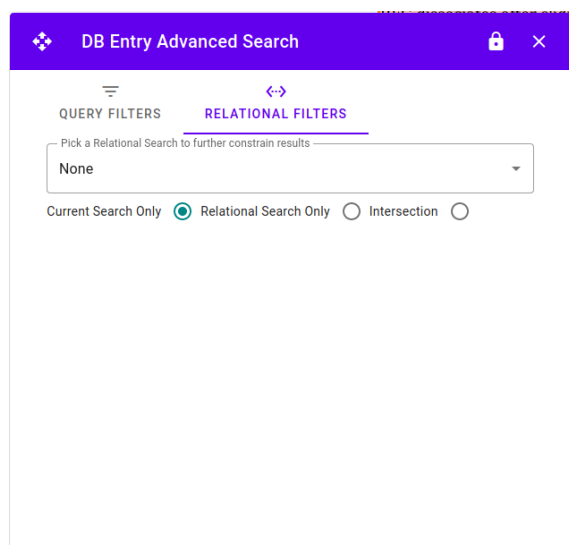 DB Entry Advanced Search
QUERY FILTERS
RELATIONAL FILTERS
Pick a Relational Search to further constrain results
None
Current Search Only
Relational Search Only
Intersection